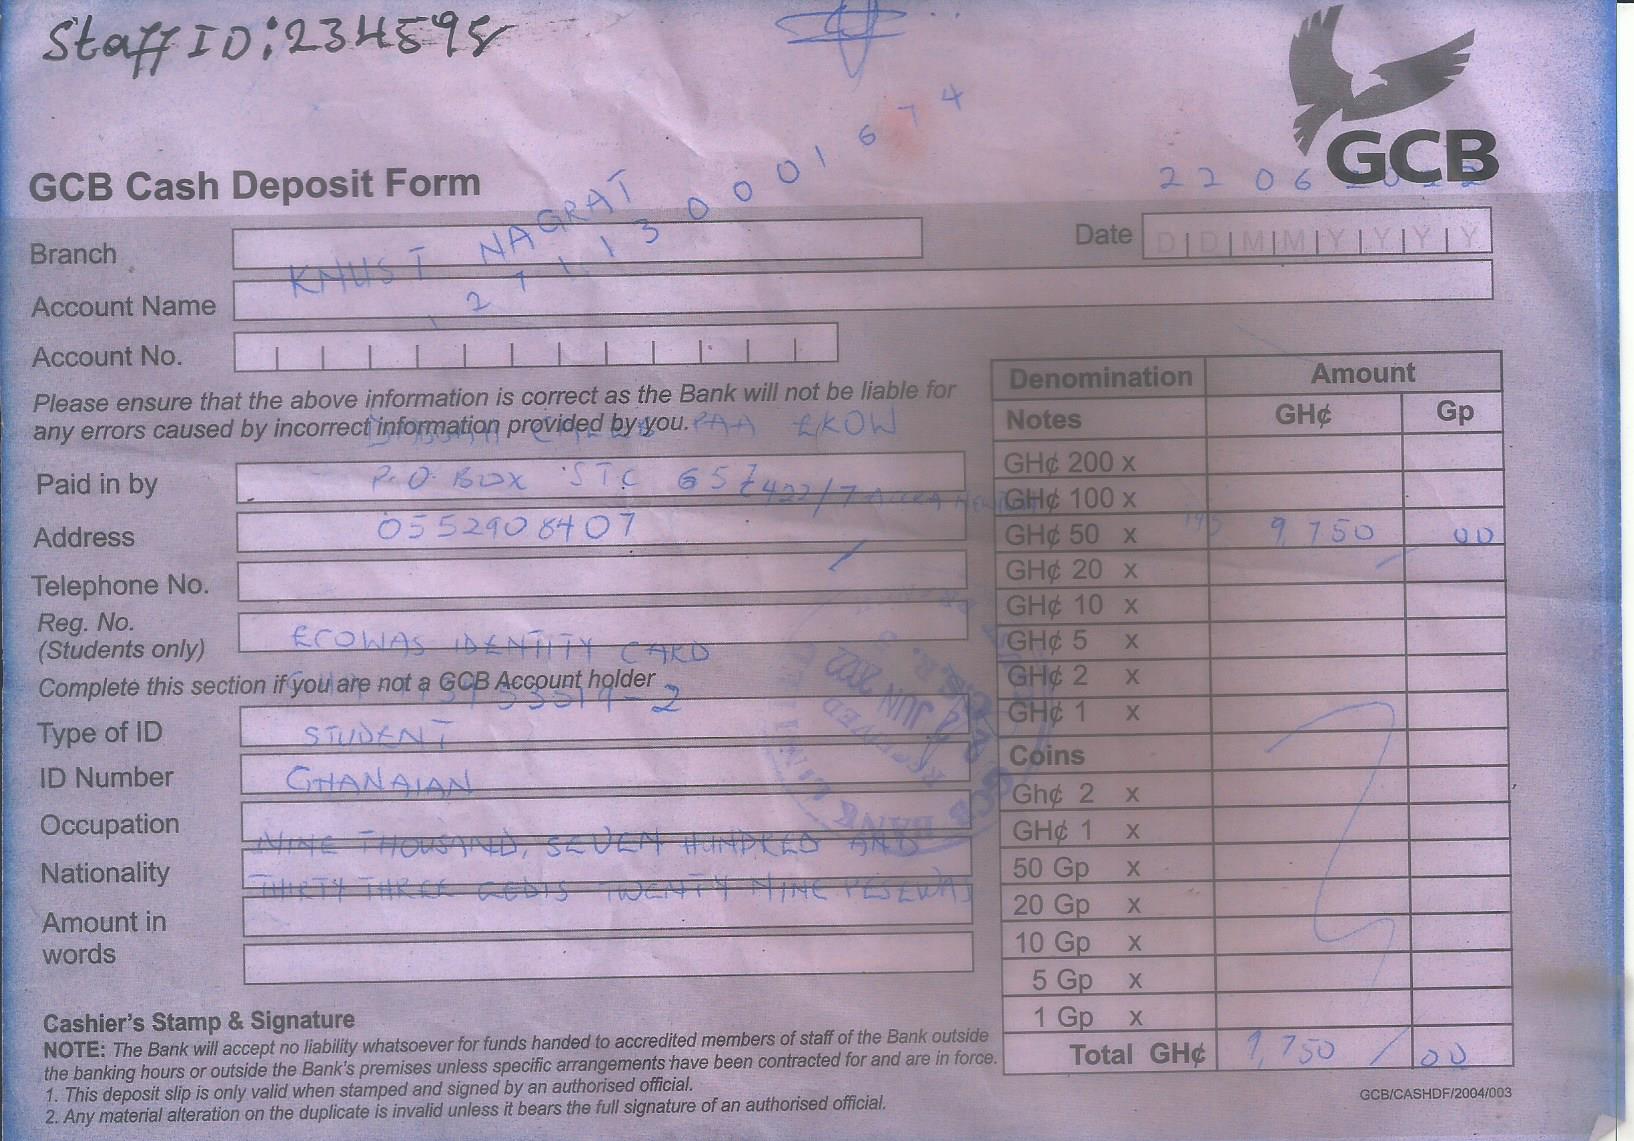 Staff ID:234595
GCB
GCB Cash Deposit Form
22 06 2022
Branch
Date D D M M Y Y Y Y
KNUST NAGRAT
Account Name
Account No.
Please ensure that the above information is correct as the Bank will not be liable for
any errors caused by incorrect information provided by you.
PAA EKOW
Paid in by
P.O. BOX STC
Address
0552908407
Telephone No.
Reg. No.
(Students only)
ECOWAS IDENTITY CARD
Complete this section if you are not a GCB Account holder
Type of ID
STUDENT
ID Number
GHANAIAN
Occupation
NINE THOUSAND, SEVEN HUNDRED AND
Nationality
THIRTY THREE CEDIS TWENTY NINE PESEWAS
Amount in
words
Denomination Amount
Notes GH¢ Gp
GH¢ 200 x
GH¢ 100 x
GH¢ 50 x 195 9,750 00
GH¢ 20 x
GH¢ 10 x
GH¢ 5 x
GH¢ 2 x
GH¢ 1 x
Coins
Gh¢ 2 x
GH¢ 1 x
50 Gp x
20 Gp x
10 Gp x
5 Gp x
1 Gp x
Total GH¢ 9,750 / 00
JUN 2022
GCB BANK
Cashier's Stamp & Signature
NOTE: The Bank will accept no liability whatsoever for funds handed to accredited members of staff of the Bank outside
the banking hours or outside the Bank's premises unless specific arrangements have been contracted for and are in force.
1. This deposit slip is only valid when stamped and signed by an authorised official.
2. Any material alteration on the duplicate is invalid unless it bears the full signature of an authorised official.
GCB/CASHDF/2004/003